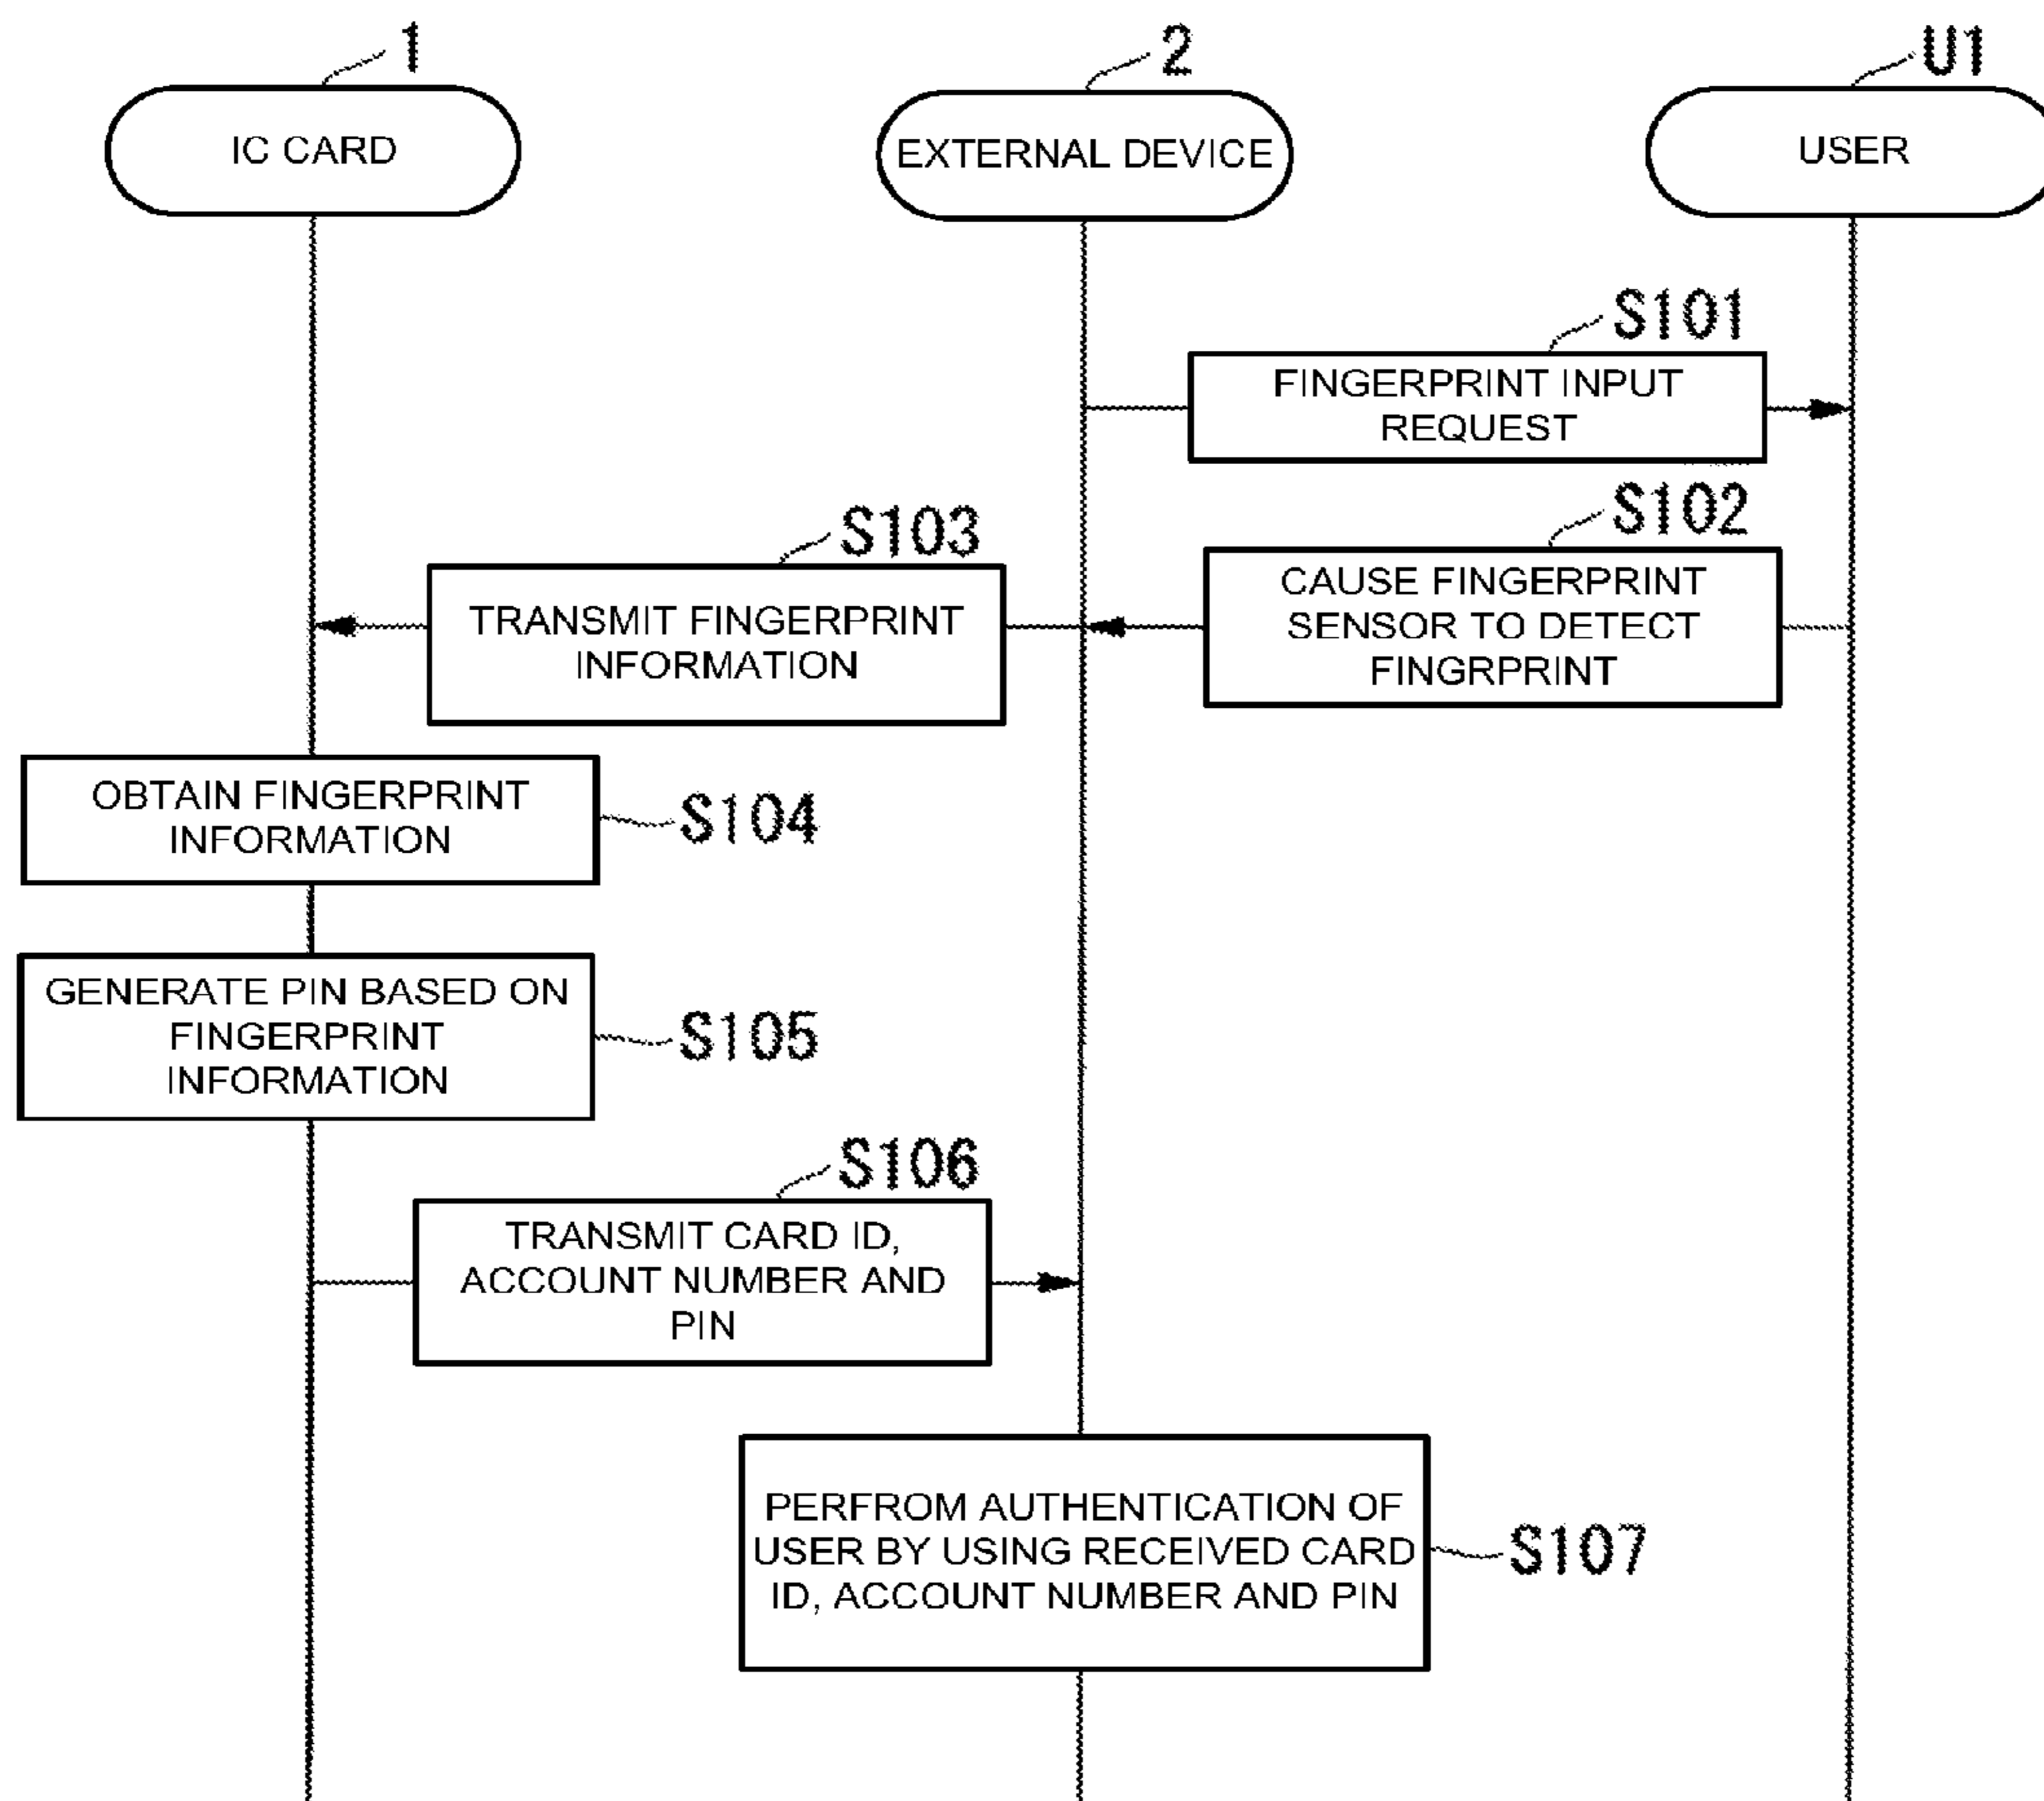 1
2
U1
IC CARD
EXTERNAL DEVICE
USER
S101
FINGERPRINT INPUT
REQUEST
S102
CAUSE FINGERPRINT
SENSOR TO DETECT
FINGRPRINT
S103
TRANSMIT FINGERPRINT
INFORMATION
OBTAIN FINGERPRINT
INFORMATION
S104
GENERATE PIN BASED ON
FINGERPRINT
INFORMATION
S105
S106
TRANSMIT CARD ID,
ACCOUNT NUMBER AND
PIN
PERFROM AUTHENTICATION OF
USER BY USING RECEIVED CARD
ID, ACCOUNT NUMBER AND PIN
S107